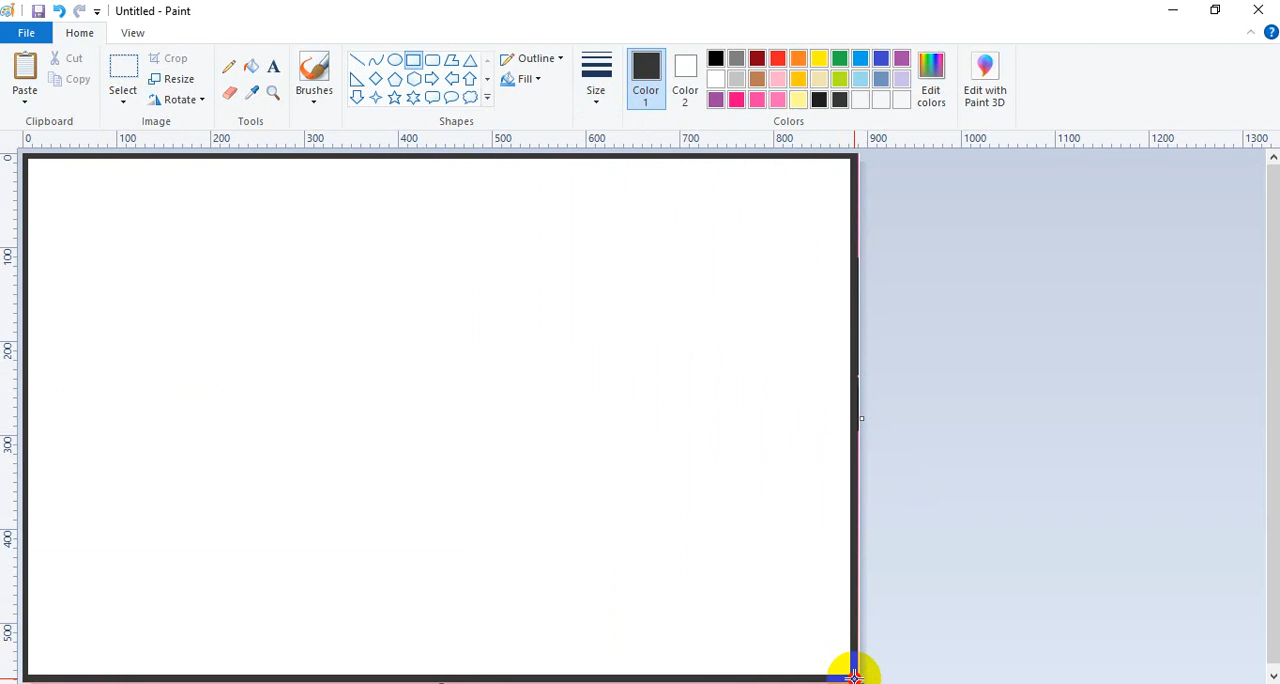 Untitled - Paint
File Home View
Paste
Cut
Copy
Clipboard
Select
Crop
Resize
Rotate
Image
A
Tools
Brushes
Outline
Fill
Shapes
Size
Color 1
Color 2
Edit colors
Colors
Edit with Paint 3D
0 100 200 300 400 500 600 700 800 900 1000 1100 1200 1300
0
100
200
300
400
500